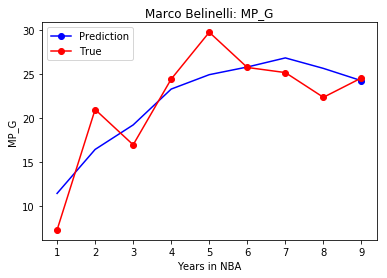 Marco Belinelli: MP_G
Prediction
True
MP_G
30
25
20
15
10
1 2 3 4 5 6 7 8 9
Years in NBA